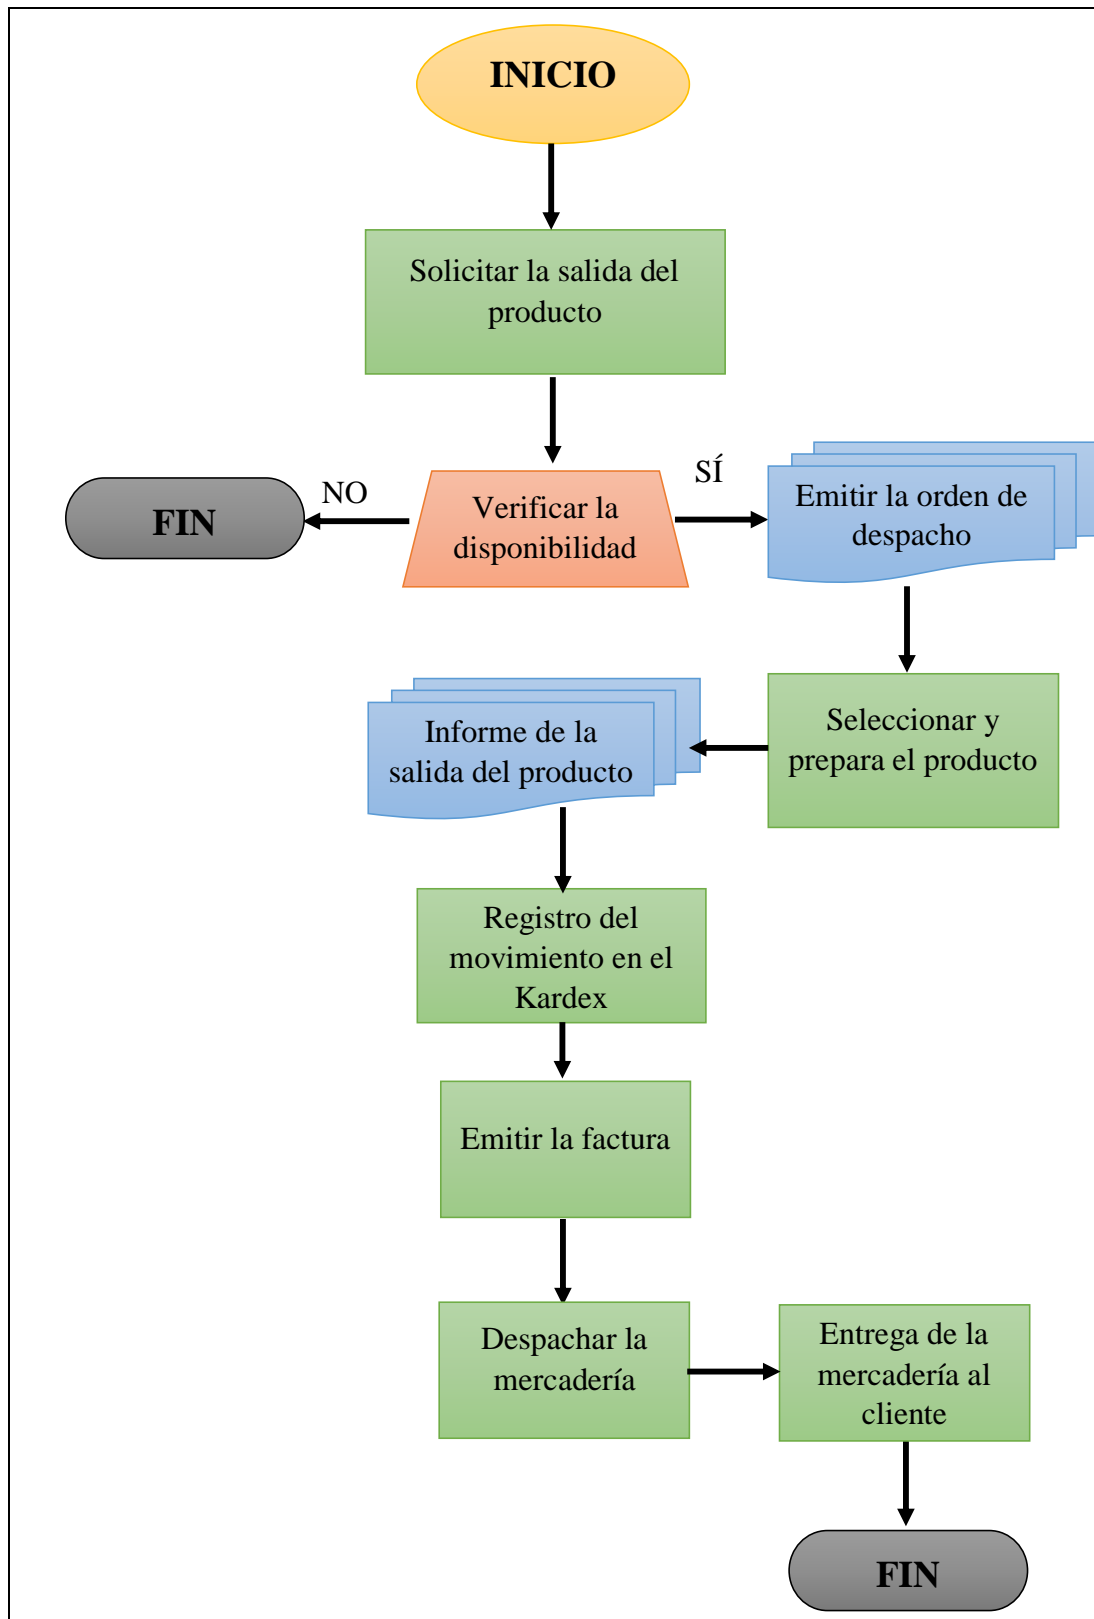 INICIO
Solicitar la salida del
producto
NO
SÍ
FIN
Verificar la
disponibilidad
Emitir la orden de
despacho
Seleccionar y
prepara el producto
Informe de la
salida del producto
Registro del
movimiento en el
Kardex
Emitir la factura
Despachar la
mercadería
Entrega de la
mercadería al
cliente
FIN